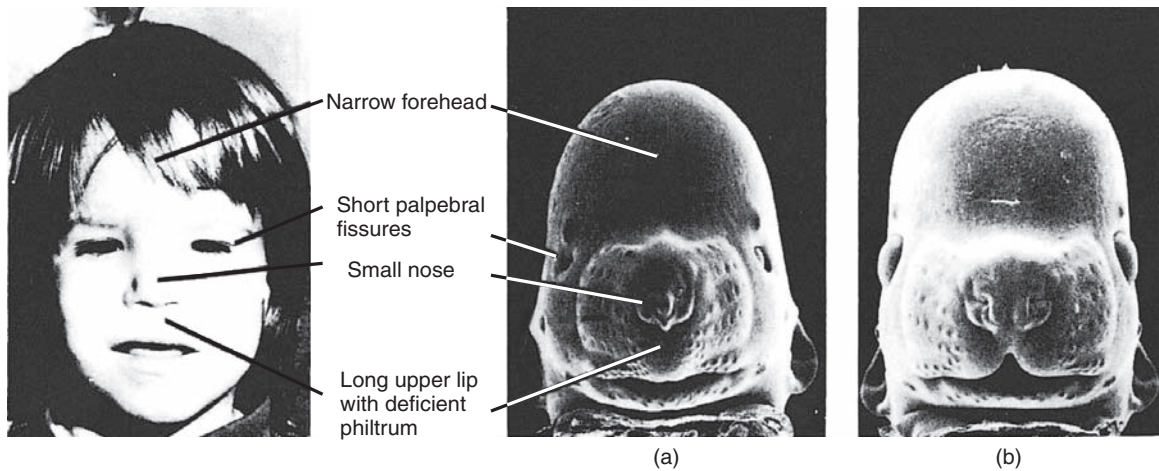 Narrow forehead
Short palpebral
fissures
Small nose
Long upper lip
with deficient
philtrum
(a)
(b)